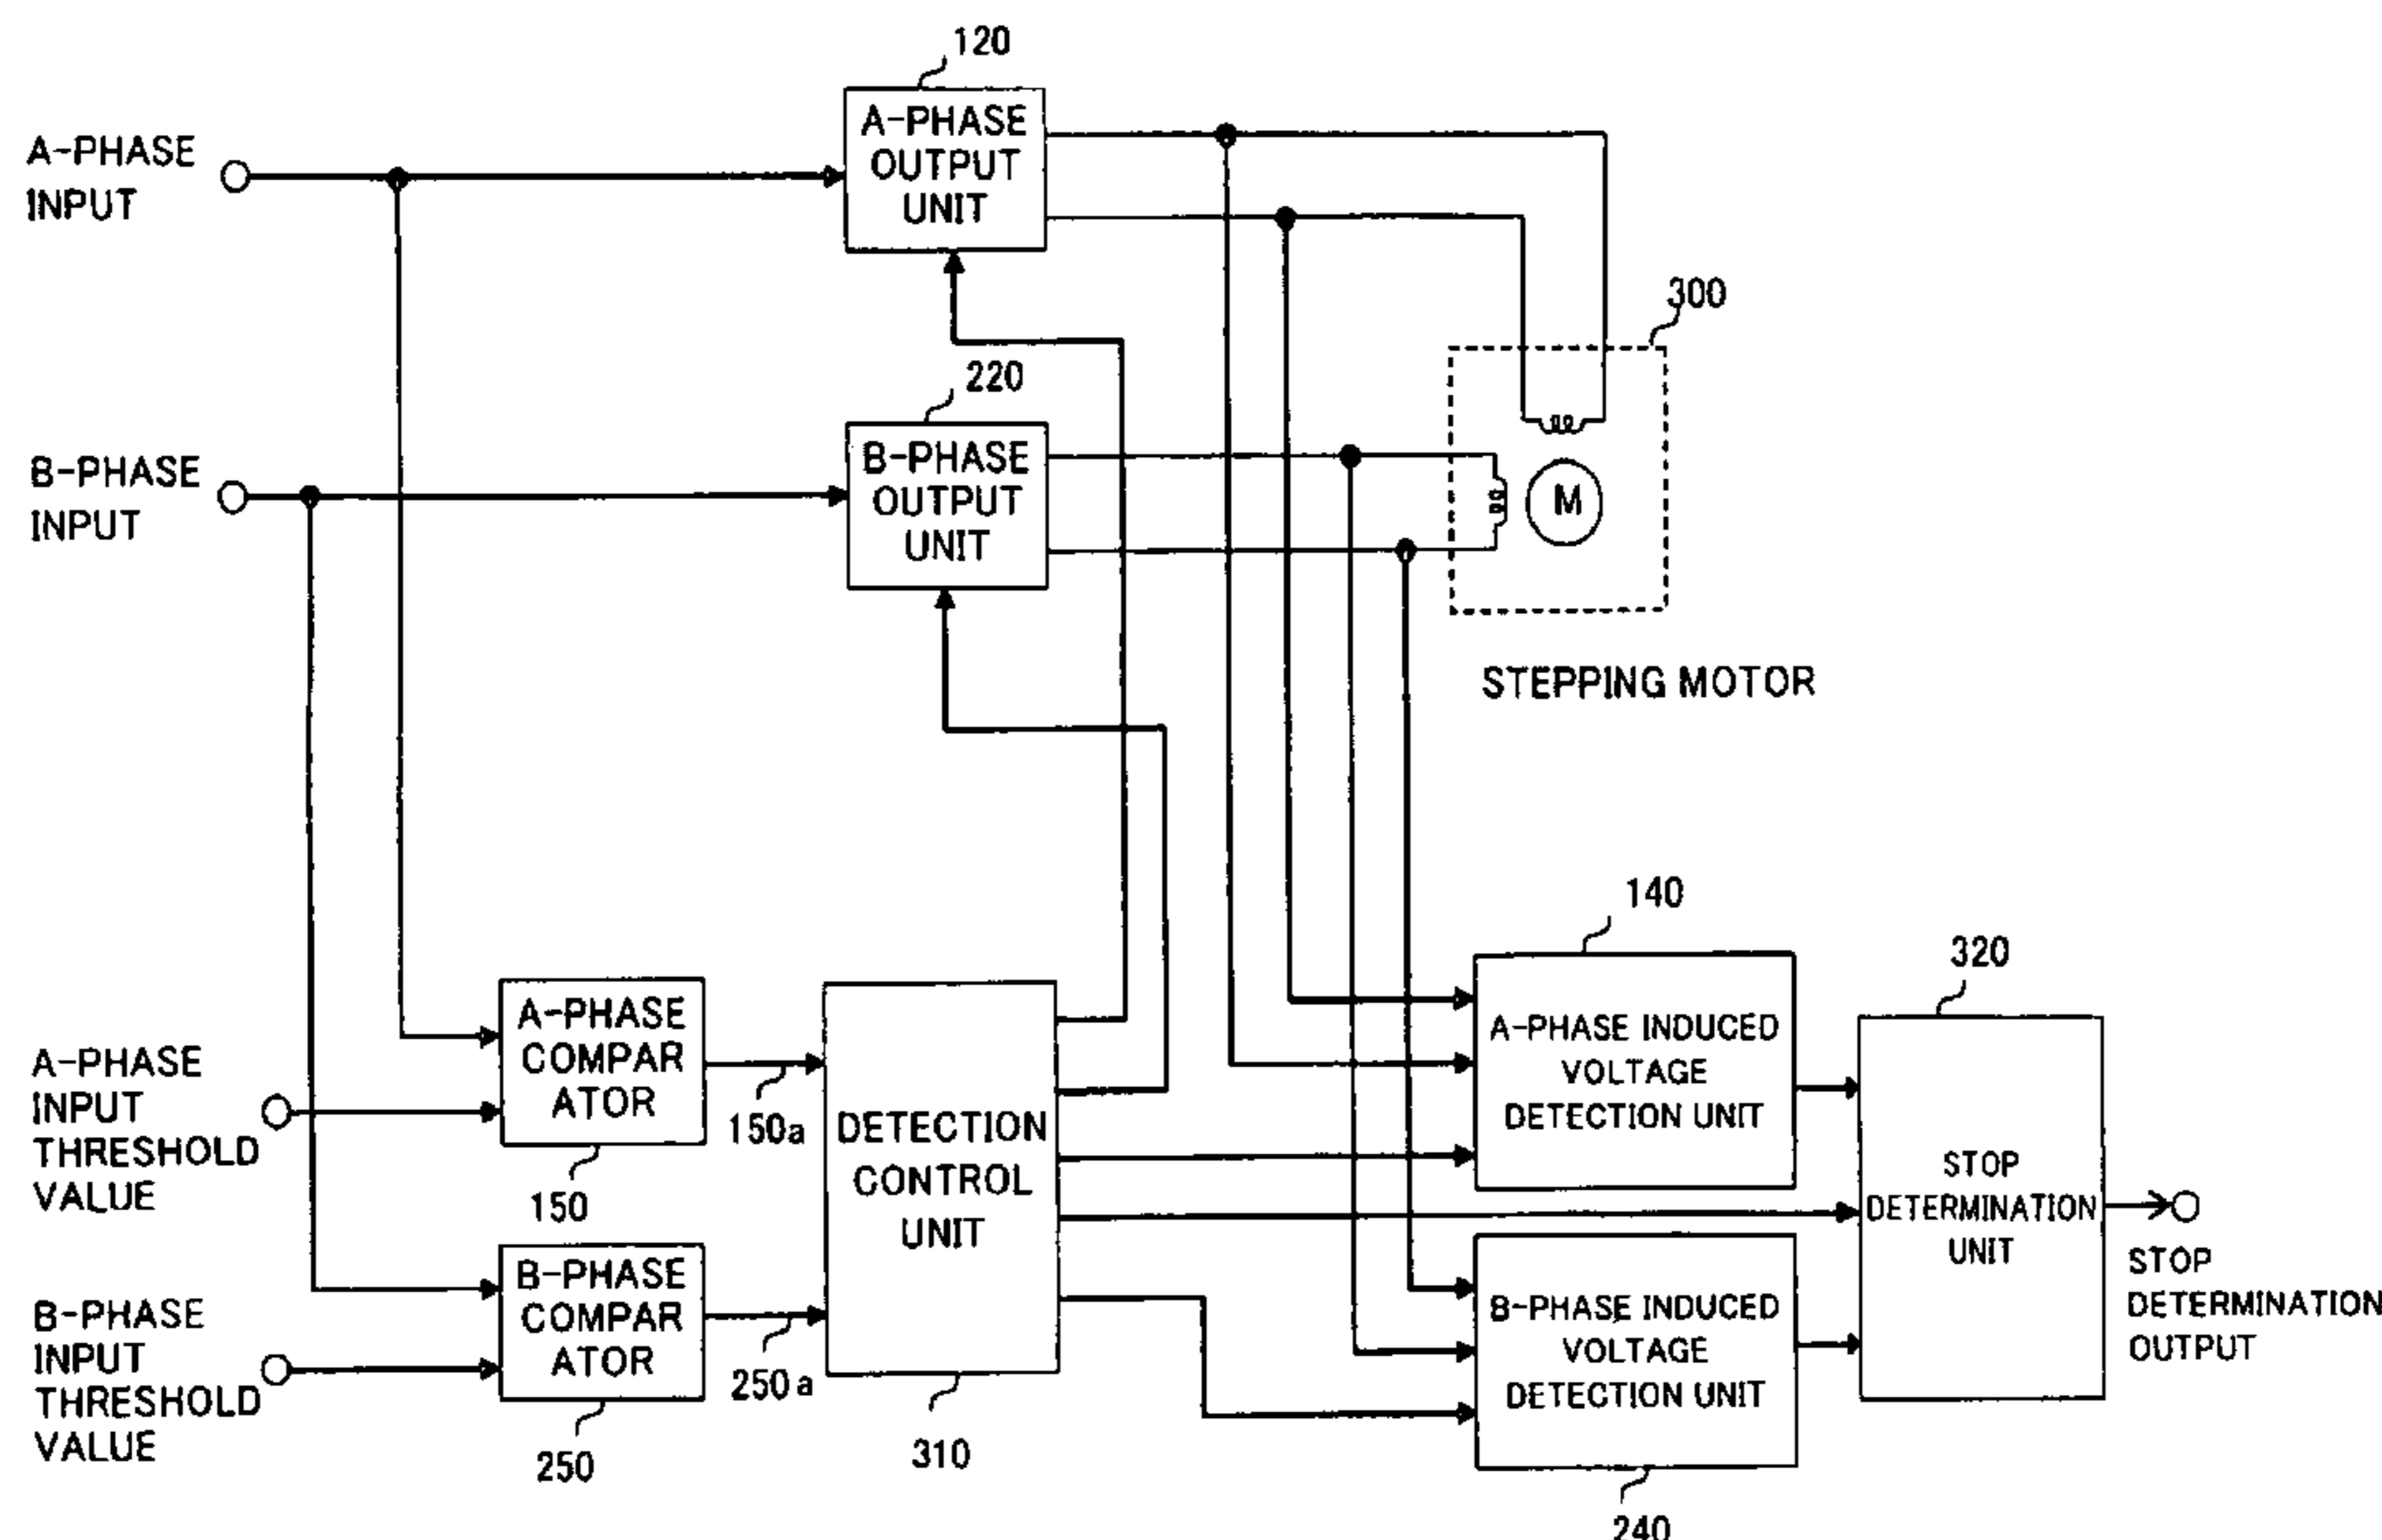 120
A-PHASE
OUTPUT
UNIT
A-PHASE
INPUT
300
220
B-PHASE
OUTPUT
UNIT
B-PHASE
INPUT
M
STEPPING MOTOR
140
320
A-PHASE
COMPAR
ATOR
A-PHASE INDUCED
VOLTAGE
DETECTION UNIT
A-PHASE
INPUT
THRESHOLD
VALUE
150a
150
DETECTION
CONTROL
UNIT
STOP
DETERMINATION
UNIT
STOP
DETERMINATION
OUTPUT
B-PHASE
COMPAR
ATOR
B-PHASE
INPUT
THRESHOLD
VALUE
250a
250
310
B-PHASE INDUCED
VOLTAGE
DETECTION UNIT
240